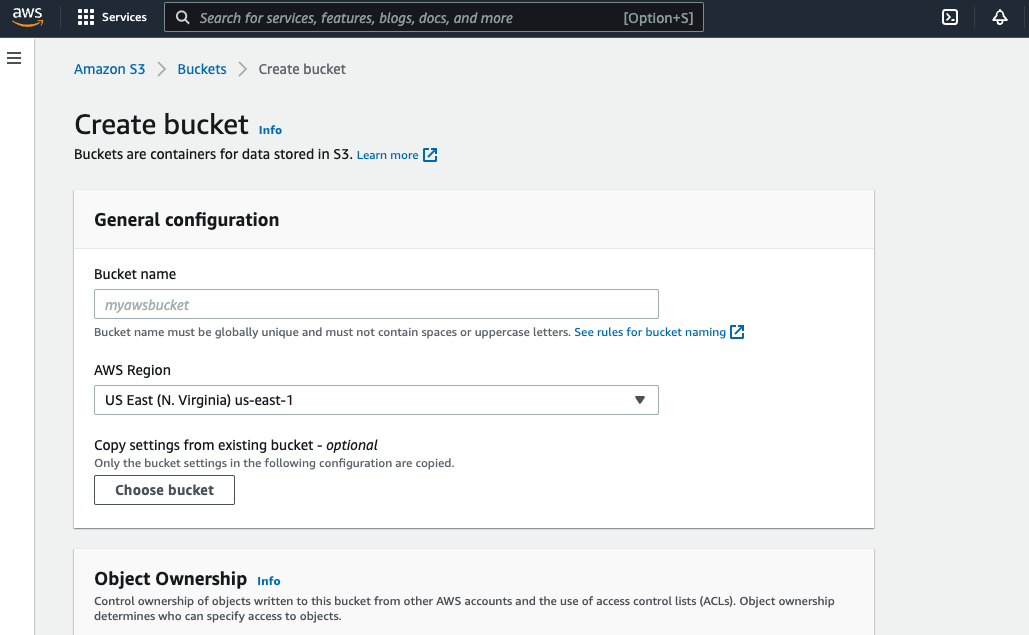 aws Services Search for services, features, blogs, docs, and more [Option+S]
Amazon S3 Buckets Create bucket
Create bucket Info
Buckets are containers for data stored in S3. Learn more
General configuration
Bucket name
myawsbucket
Bucket name must be globally unique and must not contain spaces or uppercase letters. See rules for bucket naming
AWS Region
US East (N. Virginia) us-east-1
Copy settings from existing bucket - optional
Only the bucket settings in the following configuration are copied.
Choose bucket
Object Ownership Info
Control ownership of objects written to this bucket from other AWS accounts and the use of access control lists (ACLs). Object ownership
determines who can specify access to objects.